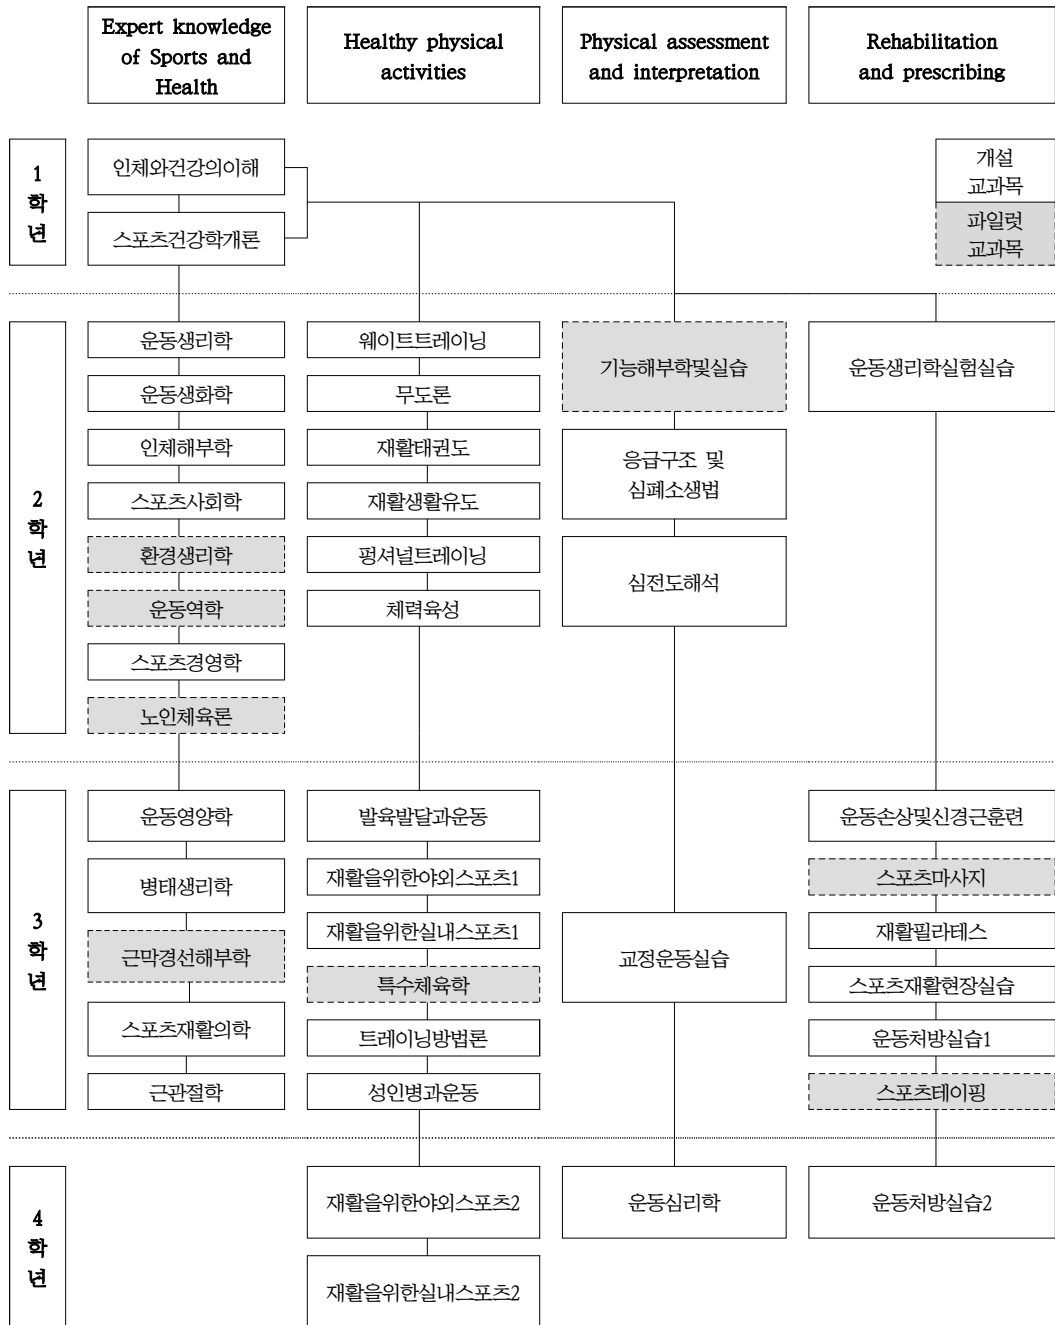 Expert knowledge
of Sports and
Health
Healthy physical
activities
Physical assessment
and interpretation
Rehabilitation
and prescribing
1
학
년
인체와건강의이해
스포츠건강학개론
개설
교과목
파일럿
교과목
2
학
년
운동생리학
운동생화학
인체해부학
스포츠사회학
환경생리학
운동역학
스포츠경영학
노인체육론
웨이트트레이닝
무도론
재활태권도
재활생활유도
펑셔널트레이닝
체력육성
기능해부학및실습
응급구조 및
심폐소생법
심전도해석
운동생리학실험실습
3
학
년
운동영양학
병태생리학
근막경선해부학
스포츠재활의학
근관절학
발육발달과운동
재활을위한야외스포츠1
재활을위한실내스포츠1
특수체육학
트레이닝방법론
성인병과운동
교정운동실습
운동손상및신경근훈련
스포츠마사지
재활필라테스
스포츠재활현장실습
운동처방실습1
스포츠테이핑
4
학
년
재활을위한야외스포츠2
재활을위한실내스포츠2
운동심리학
운동처방실습2